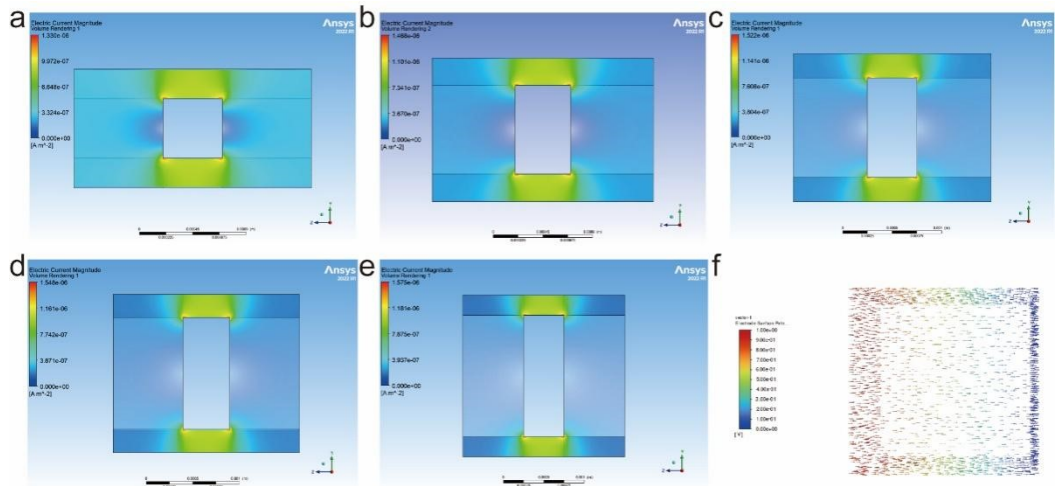 a
Electric Current Magnitude
Volume Rendering 1
1.330e-06
9.972e-07
6.648e-07
3.324e-07
0.000e+00
[A m^-2]
Ansys
2022 R1
Y
Z
b
Electric Current Magnitude
Volume Rendering 2
1.468e-06
1.101e-06
7.341e-07
3.670e-07
0.000e+00
[A m^-2]
Ansys
2022 R1
Y
Z
c
Electric Current Magnitude
Volume Rendering 1
1.522e-06
1.141e-06
7.608e-07
3.804e-07
0.000e+00
[A m^-2]
Ansys
2022 R1
Y
Z
d
Electric Current Magnitude
Volume Rendering 1
1.548e-06
1.161e-06
7.742e-07
3.871e-07
0.000e+00
[A m^-2]
Ansys
2022 R1
Y
Z
e
Electric Current Magnitude
Volume Rendering 1
1.575e-06
1.181e-06
7.875e-07
3.937e-07
0.000e+00
[A m^-2]
Ansys
2022 R1
Y
Z
f
1.00e+00
9.00e-01
8.00e-01
7.00e-01
6.00e-01
5.00e-01
4.00e-01
3.00e-01
2.00e-01
1.00e-01
0.00e+00
[V]